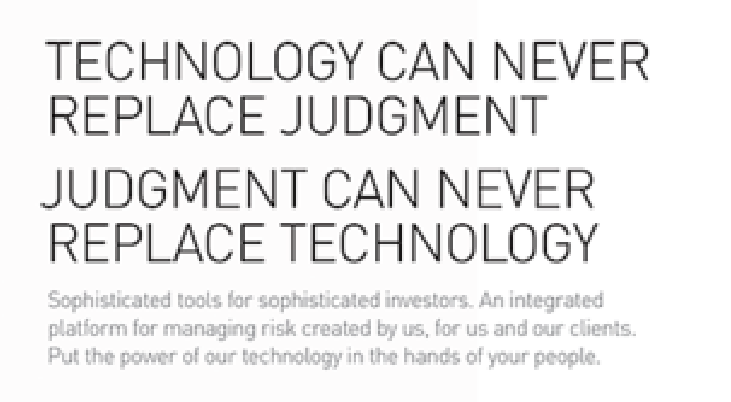 TECHNOLOGY CAN NEVER
REPLACE JUDGMENT
JUDGMENT CAN NEVER
REPLACE TECHNOLOGY
Sophisticated tools for sophisticated investors. An integrated
platform for managing risk created by us, for us and our clients.
Put the power of our technology in the hands of your people.